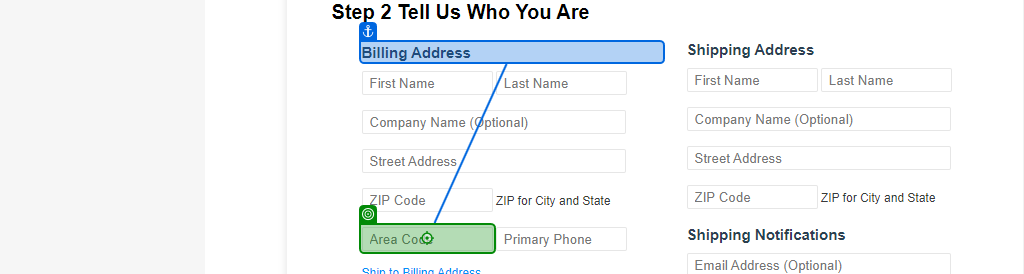 Step 2 Tell Us Who You Are
Billing Address
First Name Last Name
Company Name (Optional)
Street Address
ZIP Code ZIP for City and State
Area Code Primary Phone
Ship to Billing Address
Shipping Address
First Name Last Name
Company Name (Optional)
Street Address
ZIP Code ZIP for City and State
Shipping Notifications
Email Address (Optional)